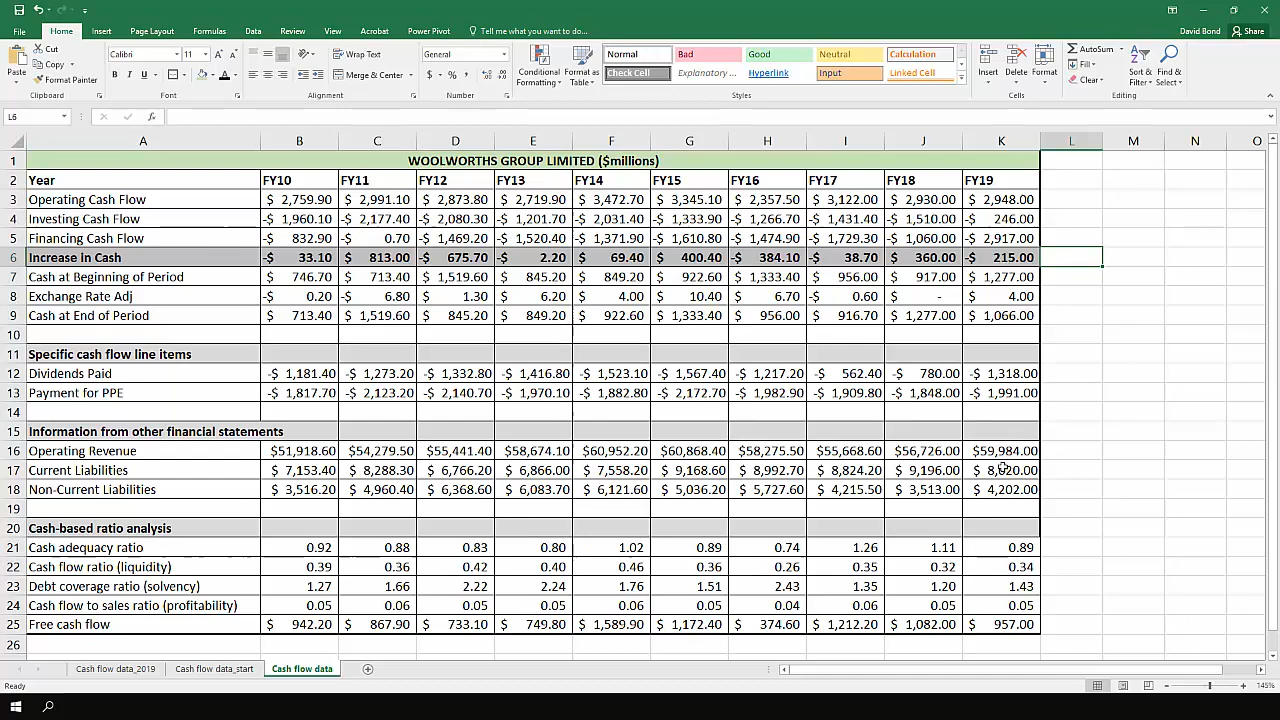 File Home Insert Page Layout Formulas Data Review View Acrobat Power Pivot Tell me what you want to do... David Bond Share
Cut Calibri 11 Wrap Text General Normal Bad Good Neutral Calculation AutoSum
Copy Fill
Paste Format Painter Merge & Center Conditional Formatting Format as Table Check Cell Explanatory ... Hyperlink Input Linked Cell Insert Delete Format Clear Sort & Filter Find & Select
Clipboard Font Alignment Number Styles Cells Editing
L6 fx
A B C D E F G H I J K L M N O
1 WOOLWORTHS GROUP LIMITED ($millions)
2 Year FY10 FY11 FY12 FY13 FY14 FY15 FY16 FY17 FY18 FY19
3 Operating Cash Flow $ 2,759.90 $ 2,991.10 $ 2,873.80 $ 2,719.90 $ 3,472.70 $ 3,345.10 $ 2,357.50 $ 3,122.00 $ 2,930.00 $ 2,948.00
4 Investing Cash Flow -$ 1,960.10 -$ 2,177.40 -$ 2,080.30 -$ 1,201.70 -$ 2,031.40 -$ 1,333.90 -$ 1,266.70 -$ 1,431.40 -$ 1,510.00 -$ 246.00
5 Financing Cash Flow -$ 832.90 -$ 0.70 -$ 1,469.20 -$ 1,520.40 -$ 1,371.90 -$ 1,610.80 -$ 1,474.90 -$ 1,729.30 -$ 1,060.00 -$ 2,917.00
6 Increase in Cash -$ 33.10 $ 813.00 -$ 675.70 -$ 2.20 $ 69.40 $ 400.40 -$ 384.10 -$ 38.70 $ 360.00 -$ 215.00
7 Cash at Beginning of Period $ 746.70 $ 713.40 $ 1,519.60 $ 845.20 $ 849.20 $ 922.60 $ 1,333.40 $ 956.00 $ 917.00 $ 1,277.00
8 Exchange Rate Adj -$ 0.20 -$ 6.80 $ 1.30 $ 6.20 $ 4.00 $ 10.40 $ 6.70 -$ 0.60 $ - $ 4.00
9 Cash at End of Period $ 713.40 $ 1,519.60 $ 845.20 $ 849.20 $ 922.60 $ 1,333.40 $ 956.00 $ 916.70 $ 1,277.00 $ 1,066.00
10
11 Specific cash flow line items
12 Dividends Paid -$ 1,181.40 -$ 1,273.20 -$ 1,332.80 -$ 1,416.80 -$ 1,523.10 -$ 1,567.40 -$ 1,217.20 -$ 562.40 -$ 780.00 -$ 1,318.00
13 Payment for PPE -$ 1,817.70 -$ 2,123.20 -$ 2,140.70 -$ 1,970.10 -$ 1,882.80 -$ 2,172.70 -$ 1,982.90 -$ 1,909.80 -$ 1,848.00 -$ 1,991.00
14
15 Information from other financial statements
16 Operating Revenue $51,918.60 $54,279.50 $55,441.40 $58,674.10 $60,952.20 $60,868.40 $58,275.50 $55,668.60 $56,726.00 $59,984.00
17 Current Liabilities $ 7,153.40 $ 8,288.30 $ 6,766.20 $ 6,866.00 $ 7,558.20 $ 9,168.60 $ 8,992.70 $ 8,824.20 $ 9,196.00 $
18 Non-Current Liabilities $ 3,516.20 $ 4,960.40 $ 6,368.60 $ 6,083.70 $ 6,121.60 $ 5,036.20 $ 5,727.60 $ 4,215.50 $ 3,513.00 $ 4,202.00
19
20 Cash-based ratio analysis
21 Cash adequacy ratio 0.92 0.88 0.83 0.80 1.02 0.89 0.74 1.26 1.11 0.89
22 Cash flow ratio (liquidity) 0.39 0.36 0.42 0.40 0.46 0.36 0.26 0.35 0.32 0.34
23 Debt coverage ratio (solvency) 1.27 1.66 2.22 2.24 1.76 1.51 2.43 1.35 1.20 1.43
24 Cash flow to sales ratio (profitability) 0.05 0.06 0.05 0.05 0.06 0.05 0.04 0.06 0.05 0.05
25 Free cash flow $ 942.20 $ 867.90 $ 733.10 $ 749.80 $ 1,589.90 $ 1,172.40 $ 374.60 $ 1,212.20 $ 1,082.00 $ 957.00
26
Cash flow data_2019 Cash flow data_start Cash flow data
Ready 145%